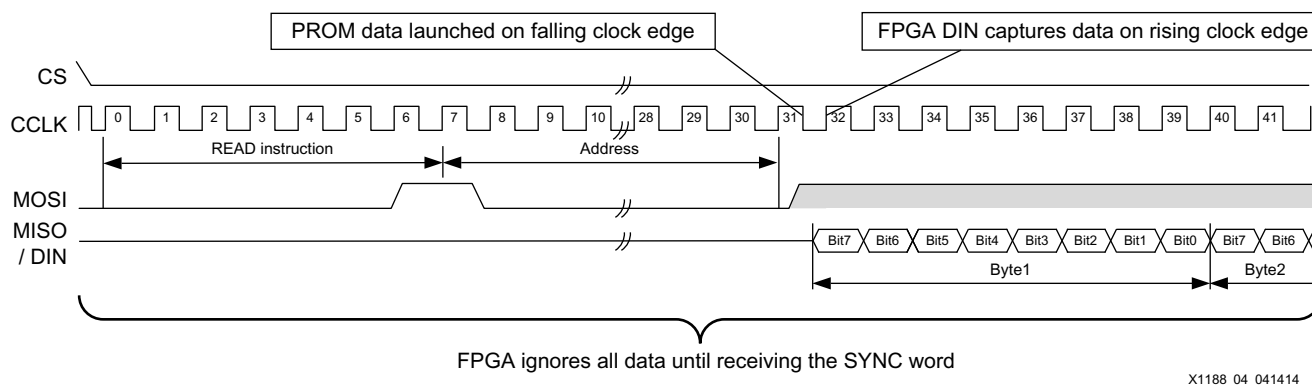 PROM data launched on falling clock edge
FPGA DIN captures data on rising clock edge
CS
CCLK
0 1 2 3 4 5 6 7 8 9 10 28 29 30 31 32 33 34 35 36 37 38 39 40 41
READ instruction
Address
MOSI
MISO
/ DIN
Bit7 Bit6 Bit5 Bit4 Bit3 Bit2 Bit1 Bit0 Bit7 Bit6
Byte1
Byte2
FPGA ignores all data until receiving the SYNC word
X1188_04_041414